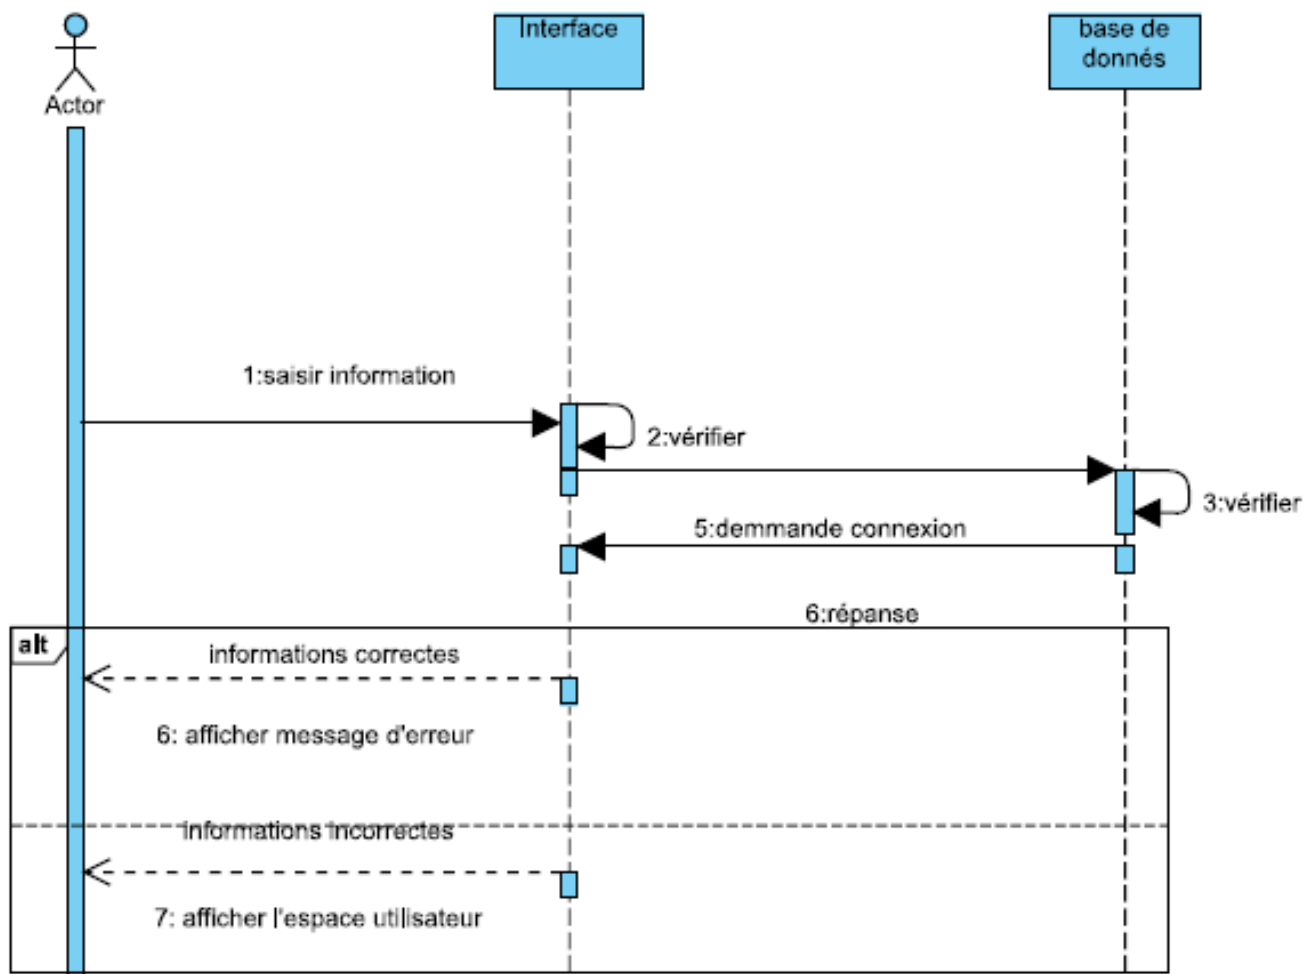 Actor
Interface
base de
donnés
1:saisir information
2:vérifier
3:vérifier
5:demmande connexion
6:répanse
alt
informations correctes
6: afficher message d'erreur
informations incorrectes
7: afficher l'espace utilisateur